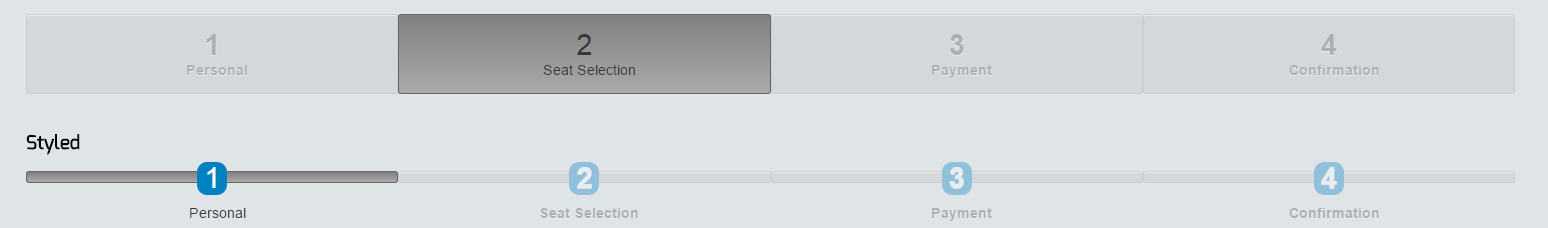 1 2 3 4
Personal Seat Selection Payment Confirmation
Styled
1 2 3 4
Personal Seat Selection Payment Confirmation